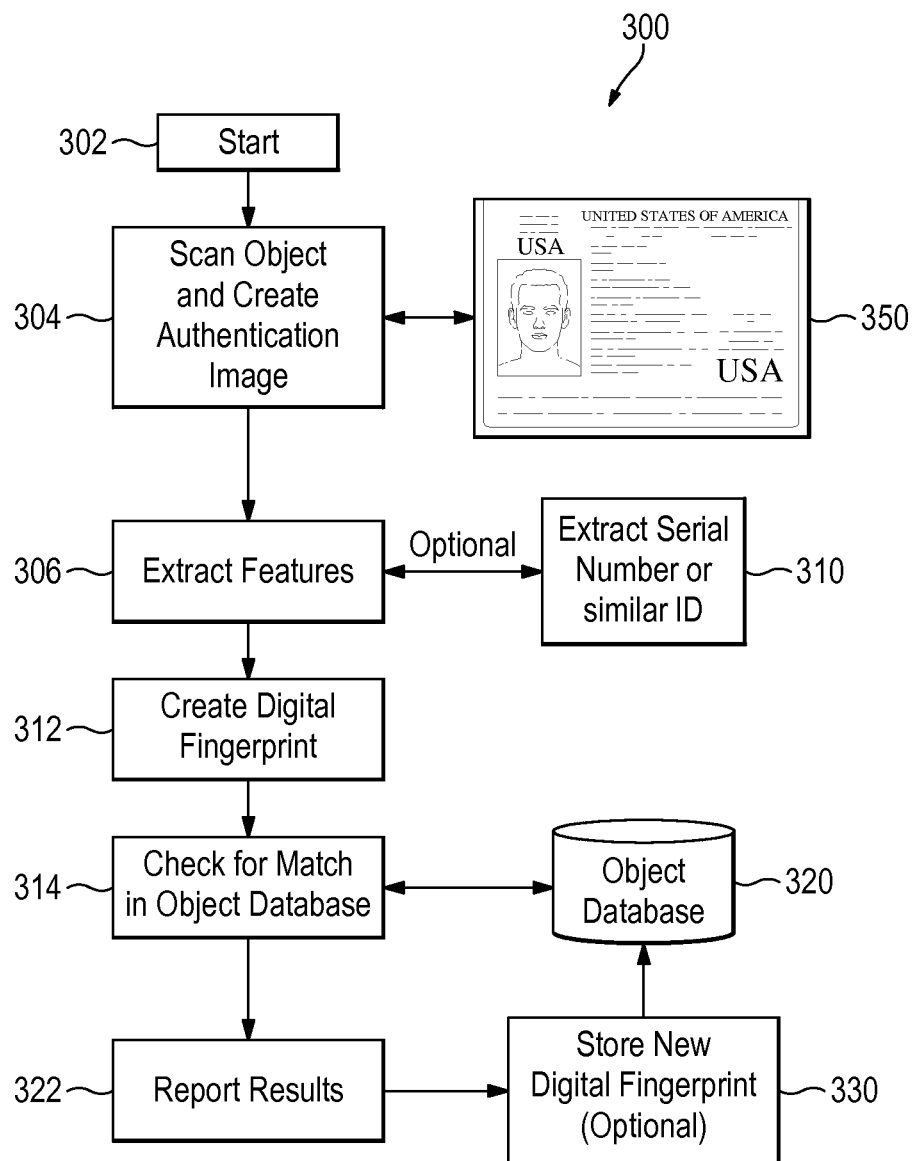 300
302
Start
304
Scan Object
and Create
Authentication
Image
UNITED STATES OF AMERICA
USA
USA
350
306
Extract Features
Optional
Extract Serial
Number or
similar ID
310
312
Create Digital
Fingerprint
314
Check for Match
in Object Database
Object
Database
320
322
Report Results
Store New
Digital Fingerprint
(Optional)
330